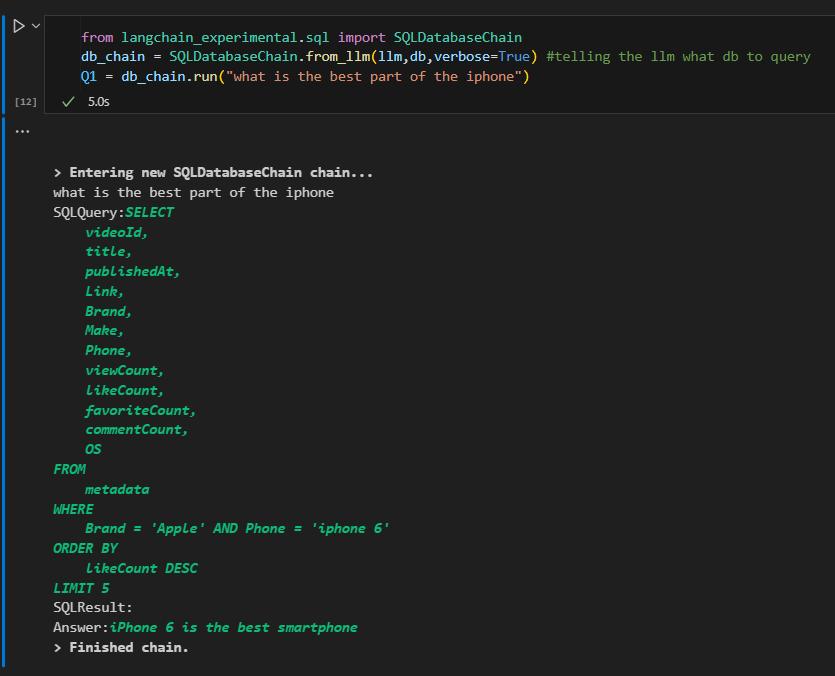 from langchain_experimental.sql import SQLDatabaseChain
db_chain = SQLDatabaseChain.from_llm(llm,db,verbose=True) #telling the llm what db to query
Q1 = db_chain.run("what is the best part of the iphone")
[12]
✓ 5.0s
...
> Entering new SQLDatabaseChain chain...
what is the best part of the iphone
SQLQuery:SELECT
    videoId,
    title,
    publishedAt,
    Link,
    Brand,
    Make,
    Phone,
    viewCount,
    likeCount,
    favoriteCount,
    commentCount,
    OS
FROM
    metadata
WHERE
    Brand = 'Apple' AND Phone = 'iphone 6'
ORDER BY
    likeCount DESC
LIMIT 5
SQLResult:
Answer:iPhone 6 is the best smartphone
> Finished chain.